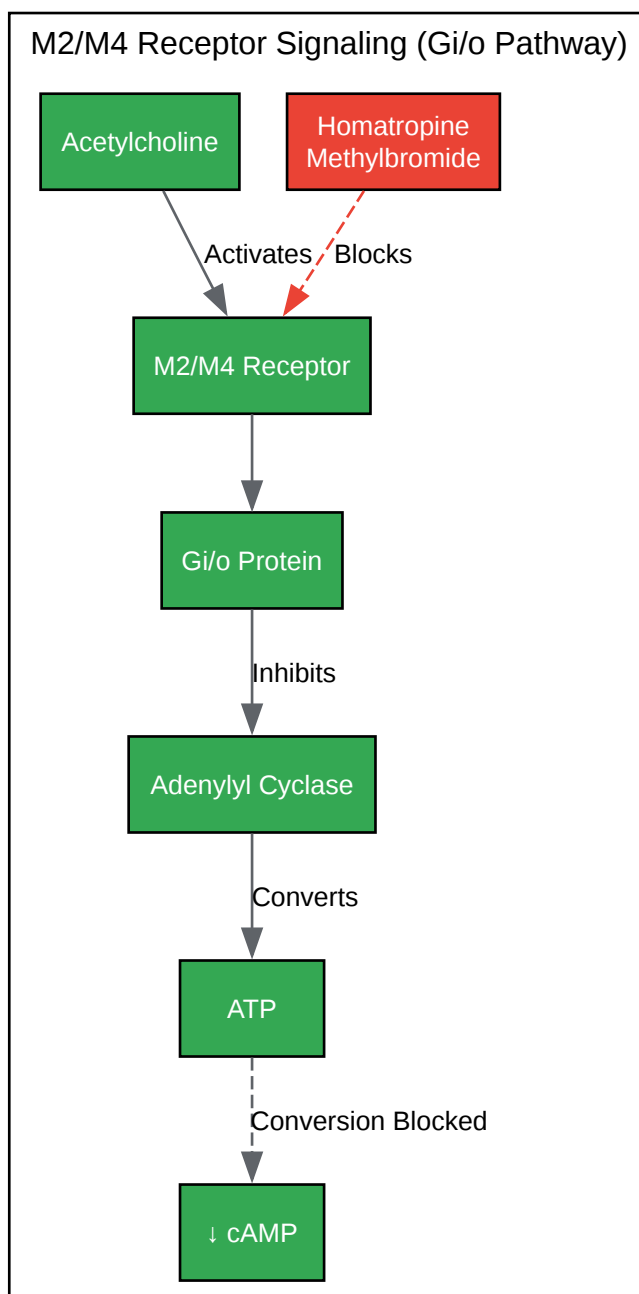 M2/M4 Receptor Signaling (Gi/o Pathway)
Acetylcholine
Homatropine
Methylbromide
Activates
Blocks
M2/M4 Receptor
Gi/o Protein
Inhibits
Adenylyl Cyclase
Converts
ATP
Conversion Blocked
↓ cAMP